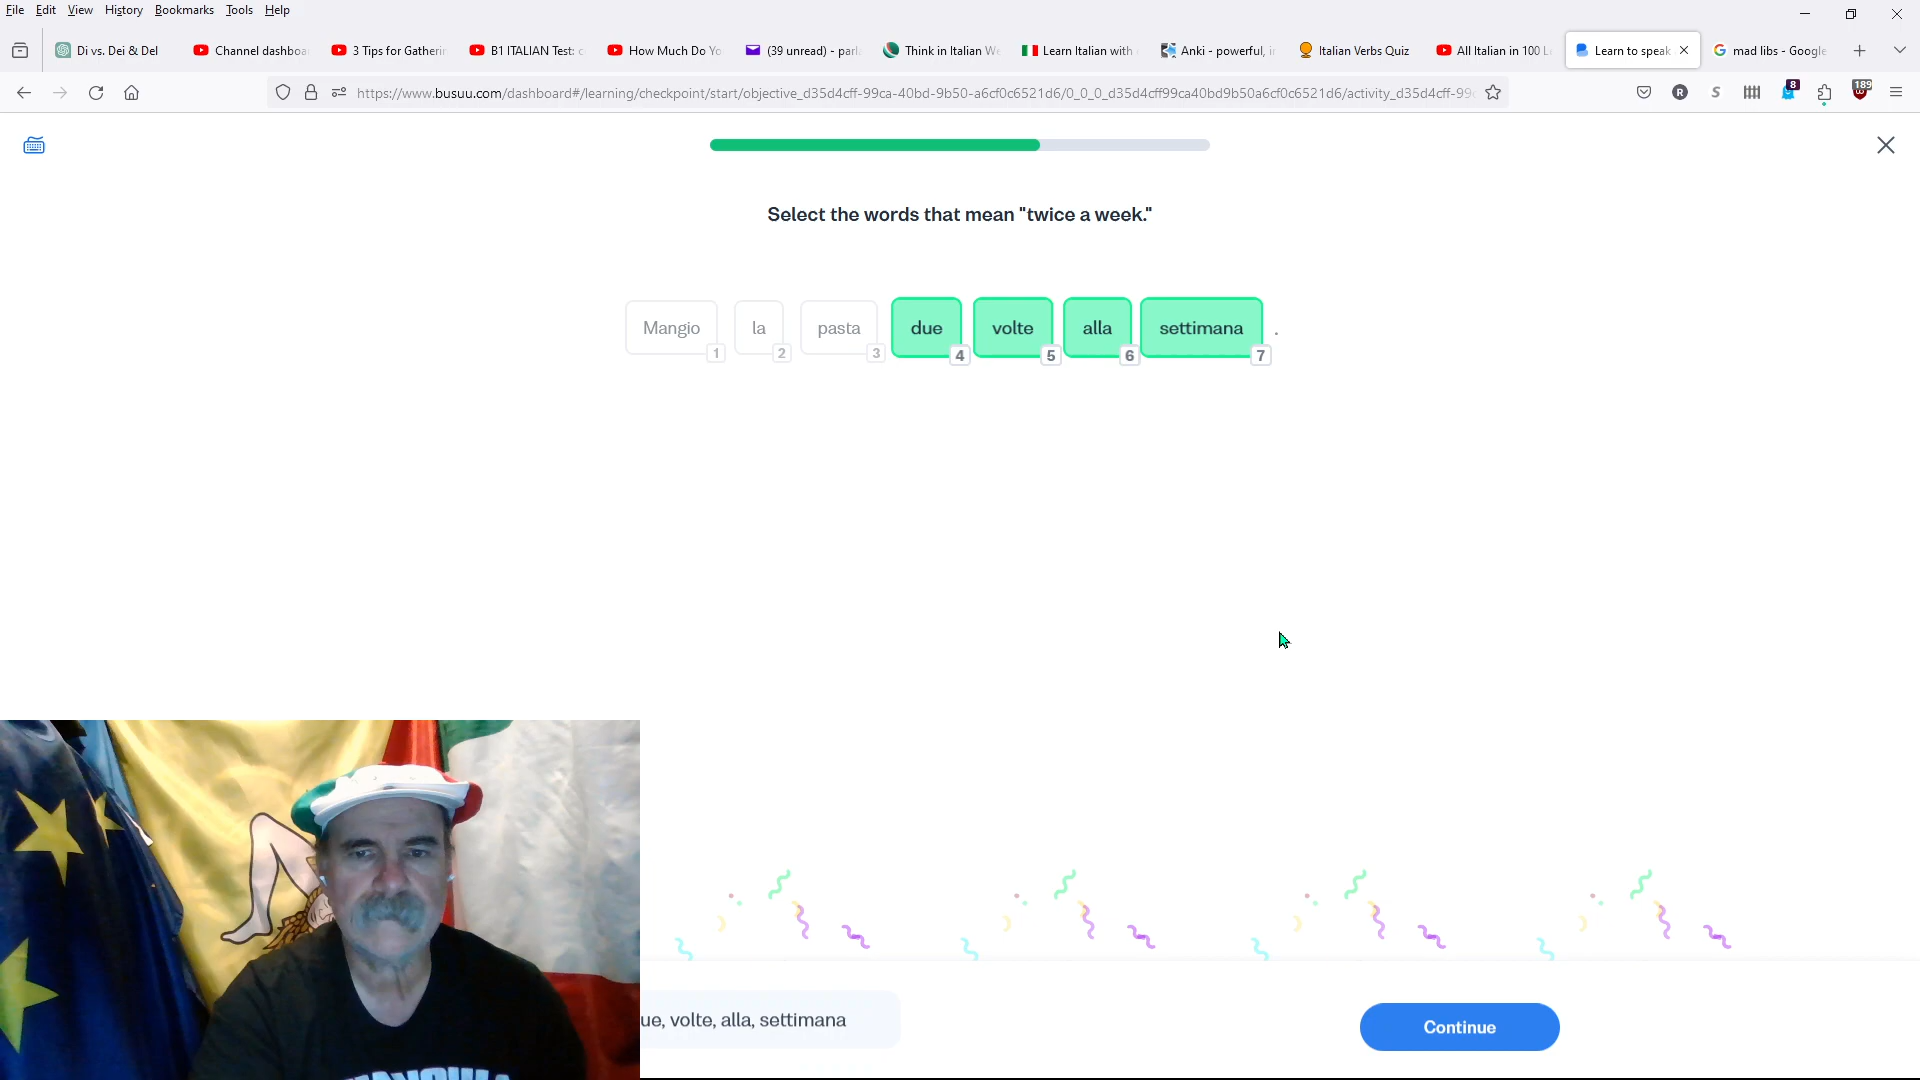 File Edit View History Bookmarks Tools Help
Di vs. Dei & Del
Channel dashboa
3 Tips for Gatheri
B1 ITALIAN Test:
How Much Do Yo
(39 unread) - parl
Think in Italian We
Learn Italian with
Anki - powerful, i
Italian Verbs Quiz
All Italian in 100 L
Learn to speak
mad libs - Google
https://www.busuu.com/dashboard#/learning/checkpoint/start/objective_d35d4cff-99ca-40bd-9b50-a6cf0c6521d6/0_0_0_d35d4cff99ca40bd9b50a6cf0c6521d6/activity_d35d4cff-99c
R
S
8
189
Select the words that mean "twice a week."
Mangio la pasta due volte alla settimana .
1 2 3 4 5 6 7
ue, volte, alla, settimana
Continue